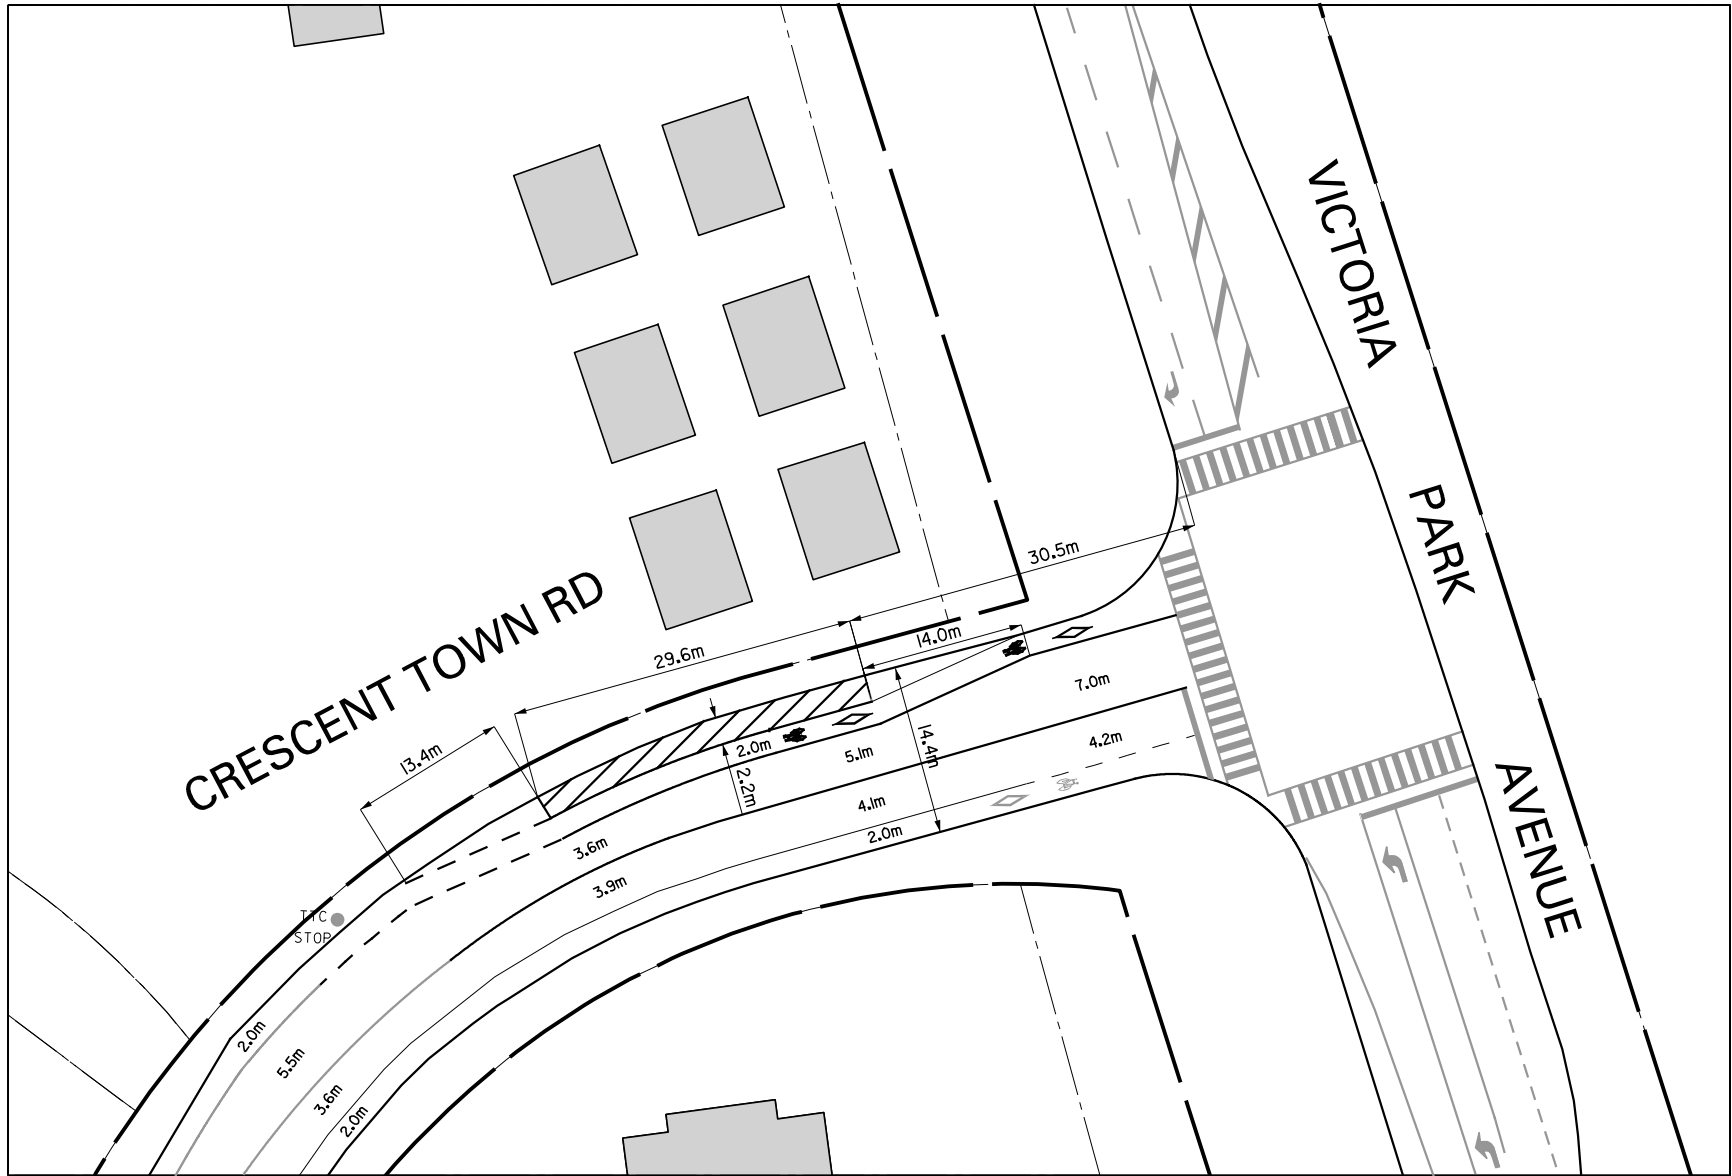 VICTORIA
PARK
AVENUE
CRESCENT TOWN RD
30.5m
29.6m
14.0m
13.4m
7.0m
4.2m
14.4m
5.1m
2.0m
2.2m
4.1m
2.0m
3.6m
3.9m
TTC
STOP
2.0m
5.5m
3.6m
2.0m